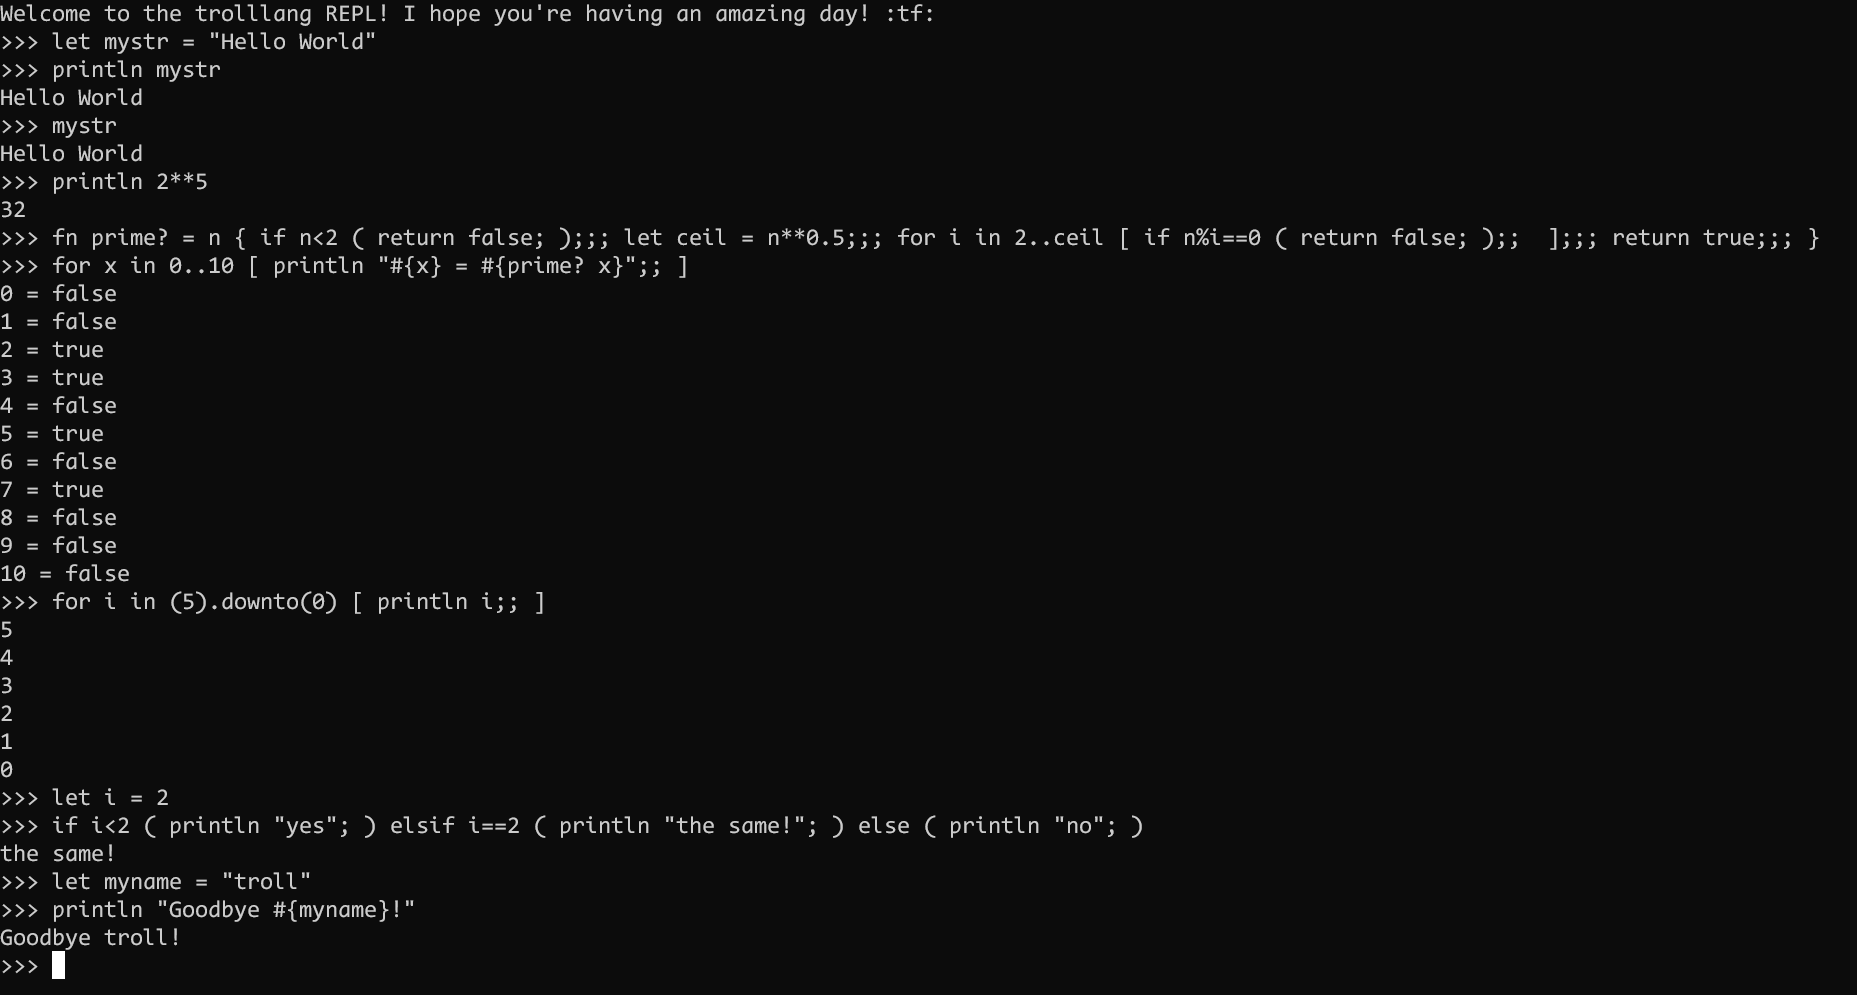 Welcome to the trolllang REPL! I hope you're having an amazing day! :tf:
>>> let mystr = "Hello World"
>>> println mystr
Hello World
>>> mystr
Hello World
>>> println 2**5
32
>>> fn prime? = n { if n<2 ( return false; );;; let ceil = n**0.5;;; for i in 2..ceil [ if n%i==0 ( return false; );;  ];;; return true;;; }
>>> for x in 0..10 [ println "#{x} = #{prime? x}";; ]
0 = false
1 = false
2 = true
3 = true
4 = false
5 = true
6 = false
7 = true
8 = false
9 = false
10 = false
>>> for i in (5).downto(0) [ println i;; ]
5
4
3
2
1
0
>>> let i = 2
>>> if i<2 ( println "yes"; ) elsif i==2 ( println "the same!"; ) else ( println "no"; )
the same!
>>> let myname = "troll"
>>> println "Goodbye #{myname}!"
Goodbye troll!
>>>